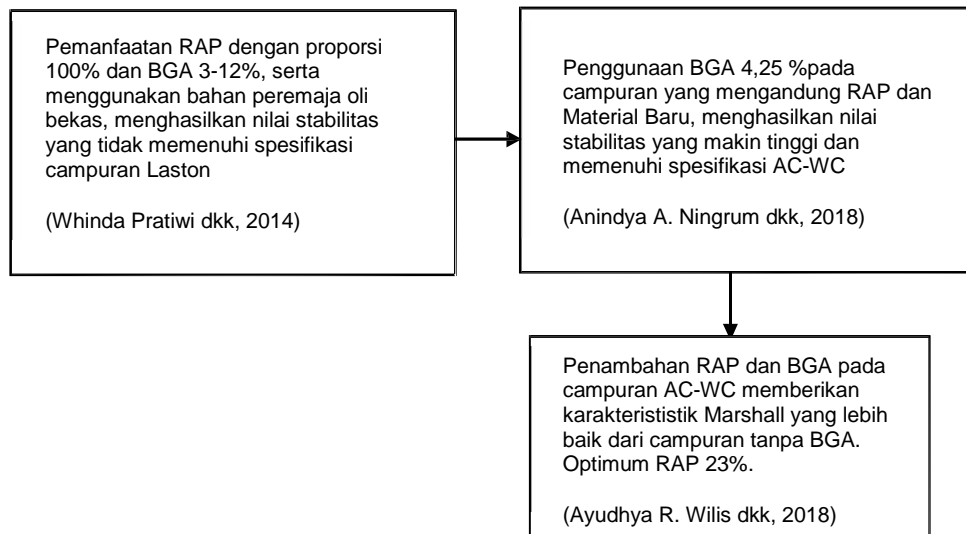 Pemanfaatan RAP dengan proporsi
100% dan BGA 3-12%, serta
menggunakan bahan peremaja oli
bekas, menghasilkan nilai stabilitas
yang tidak memenuhi spesifikasi
campuran Laston
(Whinda Pratiwi dkk, 2014)
Penggunaan BGA 4,25 %pada
campuran yang mengandung RAP dan
Material Baru, menghasilkan nilai
stabilitas yang makin tinggi dan
memenuhi spesifikasi AC-WC
(Anindya A. Ningrum dkk, 2018)
Penambahan RAP dan BGA pada
campuran AC-WC memberikan
karakterististik Marshall yang lebih
baik dari campuran tanpa BGA.
Optimum RAP 23%.
(Ayudhya R. Wilis dkk, 2018)